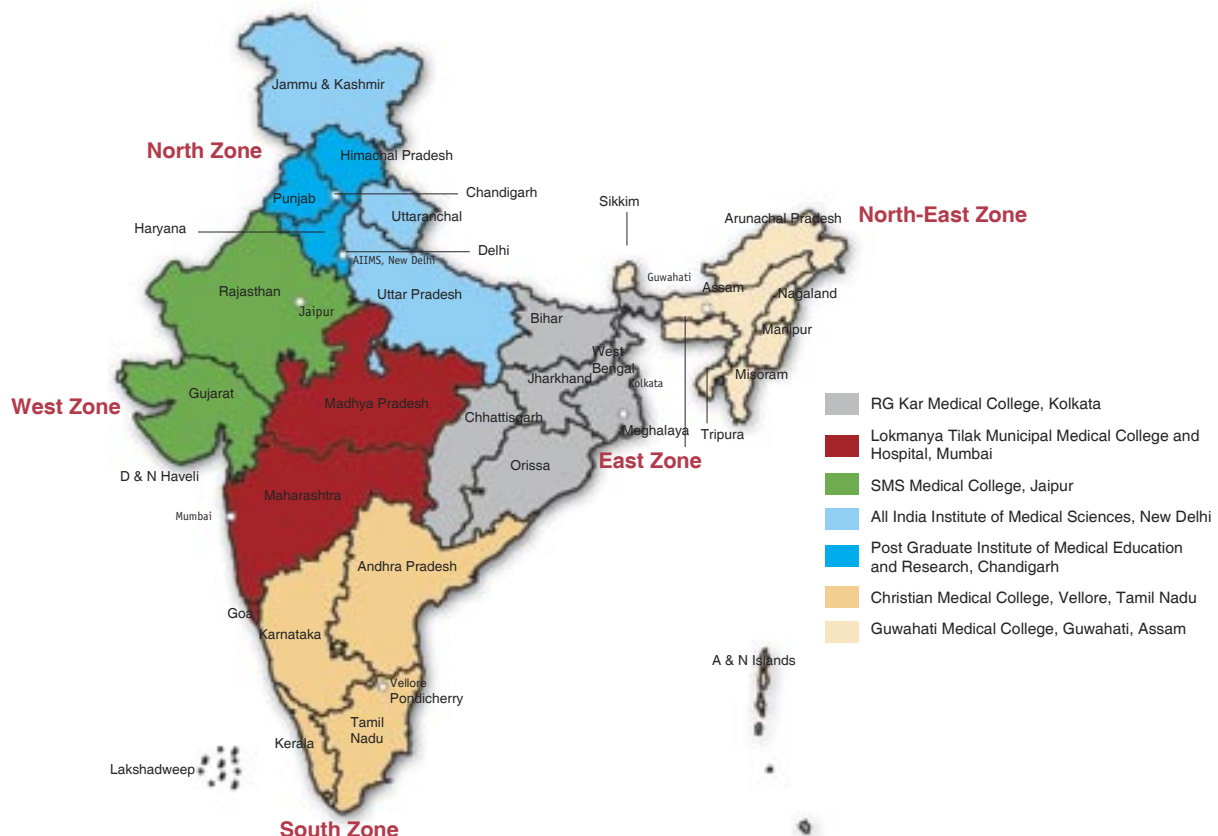 Jammu & Kashmir
North Zone
Himachal Pradesh
Punjab
Chandigarh
Sikkim
Uttaranchal
Arunachal Pradesh
North-East Zone
Haryana
Delhi
AIIMS, New Delhi
Guwahati
Assam
Rajasthan
Uttar Pradesh
Nagaland
Jaipur
Bihar
Manipur
West
Bengal
Jharkhand
Misoram
Kolkata
Gujarat
Madhya Pradesh
West Zone
Chhattisgarh
Meghalaya
Tripura
East Zone
Orissa
D & N Haveli
Maharashtra
Mumbai
Andhra Pradesh
Goa
Karnataka
A & N Islands
Vellore
Pondicherry
Tamil
Nadu
Kerala
Lakshadweep
South Zone
RG Kar Medical College, Kolkata
Lokmanya Tilak Municipal Medical College and
Hospital, Mumbai
SMS Medical College, Jaipur
All India Institute of Medical Sciences, New Delhi
Post Graduate Institute of Medical Education
and Research, Chandigarh
Christian Medical College, Vellore, Tamil Nadu
Guwahati Medical College, Guwahati, Assam